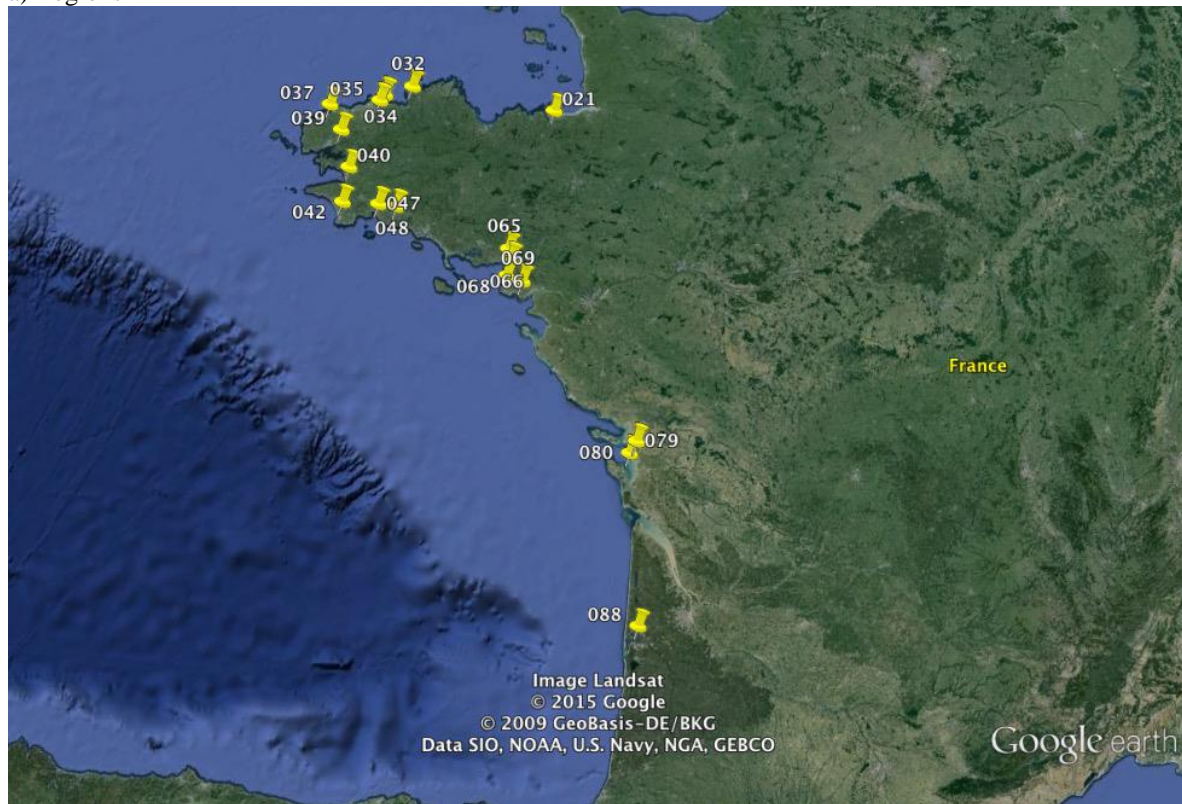 032
037
035
021
039
034
040
042
047
048
065
069
068
066
France
079
080
088
Image Landsat
© 2015 Google
© 2009 GeoBasis-DE/BKG
Data SIO, NOAA, U.S. Navy, NGA, GEBCO
Google earth